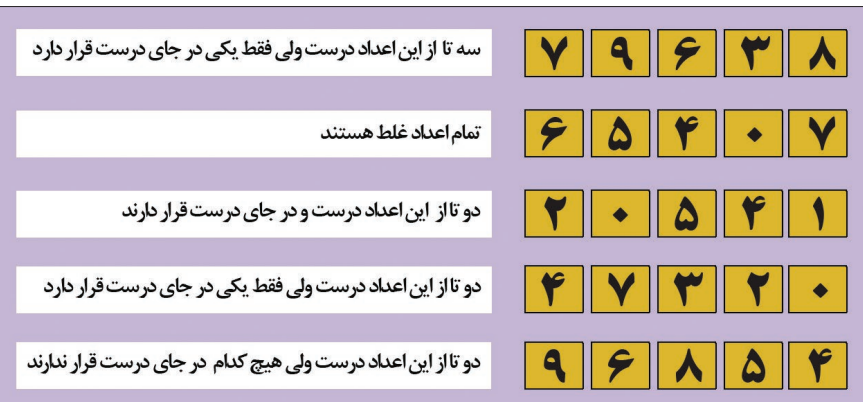 سه تا از این اعداد درست ولی فقط یکی در جای درست قرار دارد ۷ ۹ ۶ ۳ ۸
تمام اعداد غلط هستند ۶ ۵ ۴ ۰ ۷
دو تا از این اعداد درست و در جای درست قرار دارند ۲ ۰ ۵ ۴ ۱
دو تا از این اعداد درست ولی فقط یکی در جای درست قرار دارد ۴ ۷ ۳ ۲ ۰
دو تا از این اعداد درست ولی هیچ کدام در جای درست قرار ندارند ۹ ۶ ۸ ۵ ۴